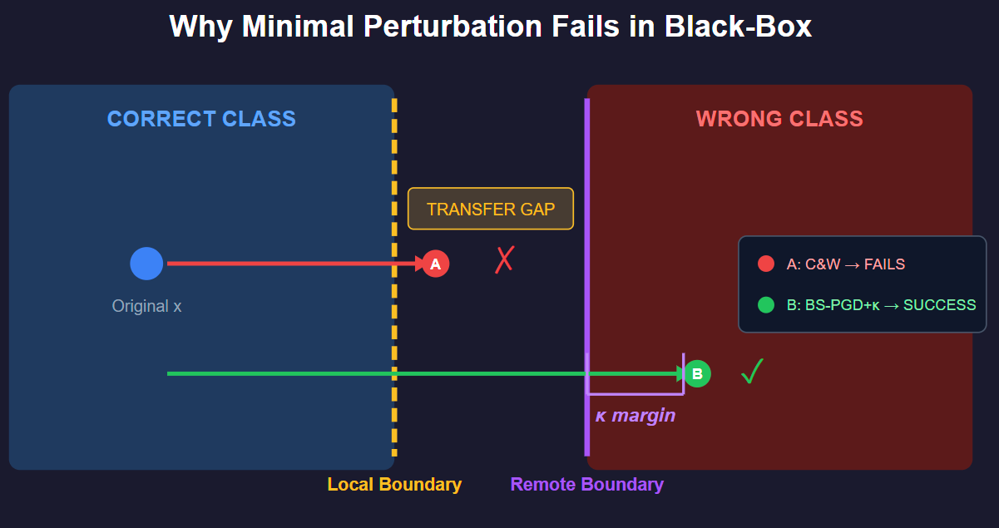 Why Minimal Perturbation Fails in Black-Box
CORRECT CLASS
WRONG CLASS
TRANSFER GAP
A
✗
Original x
A: C&W → FAILS
B: BS-PGD+κ → SUCCESS
B
✓
κ margin
Local Boundary
Remote Boundary